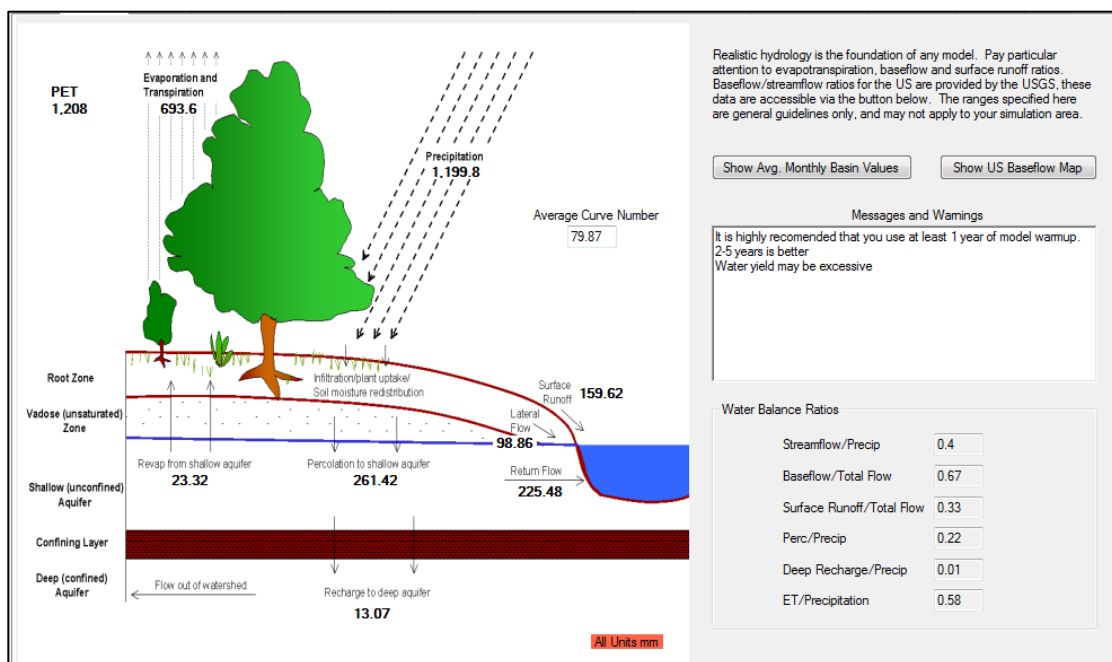 PET
1,208
Evaporation and
Transpiration
693.6
Precipitation
1,199.8
Average Curve Number
79.87
Root Zone
Infiltration/plant uptake/
Soil moisture redistribution
Surface
Runoff
159.62
Vadose (unsaturated)
Zone
Lateral
Flow
98.86
Revap from shallow aquifer
23.32
Percolation to shallow aquifer
261.42
Return Flow
225.48
Shallow (unconfined)
Aquifer
Confining Layer
Deep (confined)
Aquifer
Flow out of watershed
Recharge to deep aquifer
13.07
All Units mm
Realistic hydrology is the foundation of any model. Pay particular
attention to evapotranspiration, baseflow and surface runoff ratios.
Baseflow/streamflow ratios for the US are provided by the USGS, these
data are accessible via the button below. The ranges specified here
are general guidelines only, and may not apply to your simulation area.
Show Avg. Monthly Basin Values
Show US Baseflow Map
Messages and Warnings
It is highly recomended that you use at least 1 year of model warmup.
2-5 years is better
Water yield may be excessive
Water Balance Ratios
Streamflow/Precip 0.4
Baseflow/Total Flow 0.67
Surface Runoff/Total Flow 0.33
Perc/Precip 0.22
Deep Recharge/Precip 0.01
ET/Precipitation 0.58